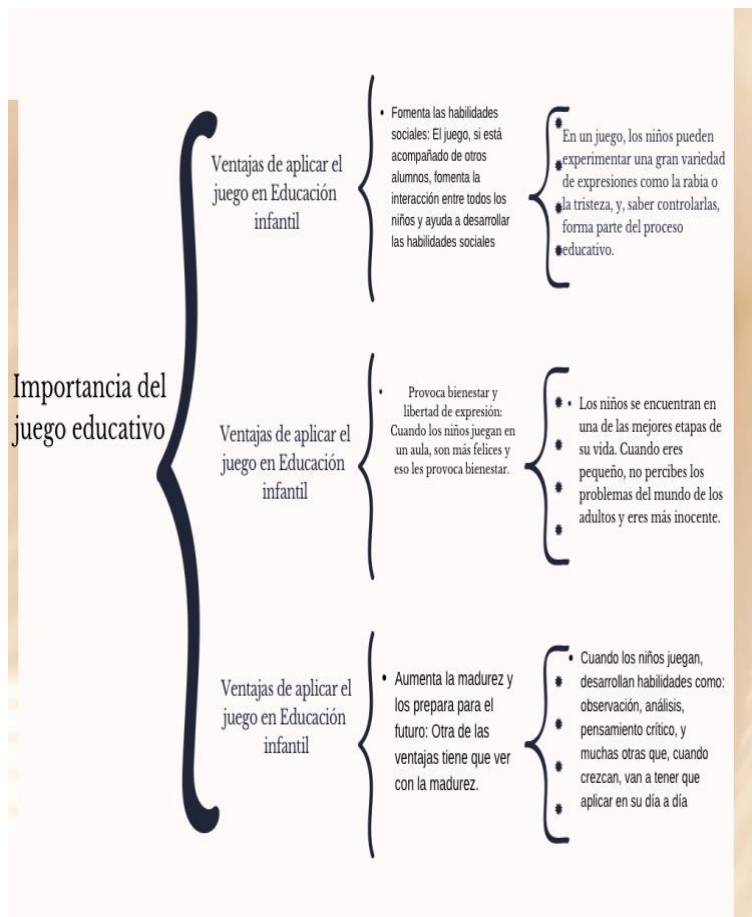 Importancia del
juego educativo
Ventajas de aplicar el
juego en Educación
infantil
• Fomenta las habilidades
sociales: El juego, si está
acompañado de otros
alumnos, fomenta la
interacción entre todos los
niños y ayuda a desarrollar
las habilidades sociales
En un juego, los niños pueden
experimentar una gran variedad
de expresiones como la rabia o
la tristeza, y, saber controlarlas,
forma parte del proceso
educativo.
Ventajas de aplicar el
juego en Educación
infantil
• Provoca bienestar y
libertad de expresión:
Cuando los niños juegan en
un aula, son más felices y
eso les provoca bienestar.
• Los niños se encuentran en
una de las mejores etapas de
su vida. Cuando eres
pequeño, no percibes los
problemas del mundo de los
adultos y eres más inocente.
Ventajas de aplicar el
juego en Educación
infantil
• Aumenta la madurez y
los prepara para el
futuro: Otra de las
ventajas tiene que ver
con la madurez.
• Cuando los niños juegan,
desarrollan habilidades como:
observación, análisis,
pensamiento crítico, y
muchas otras que, cuando
crezcan, van a tener que
aplicar en su día a día